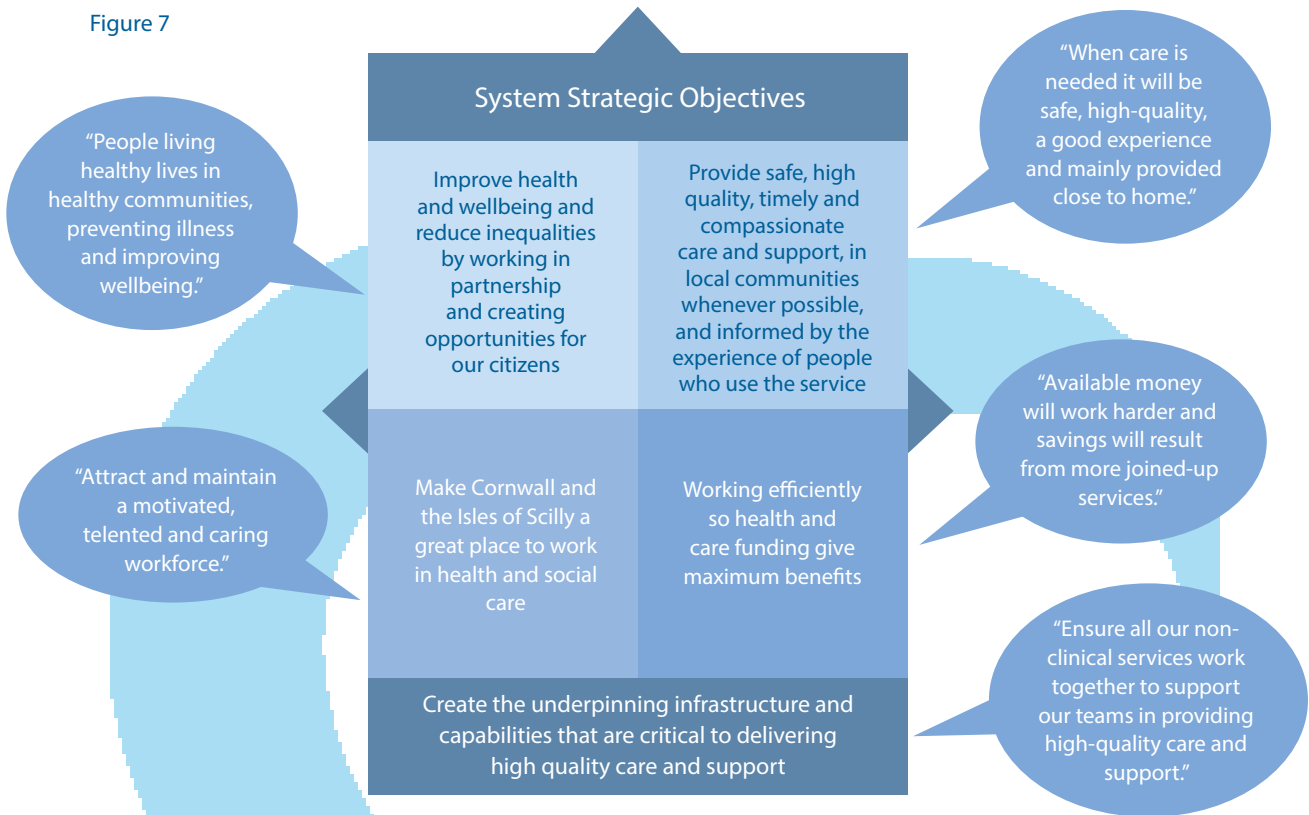 Figure 7
System Strategic Objectives
“People living
healthy lives in
healthy communities,
preventing illness
and improving
wellbeing.”
Improve health
and wellbeing and
reduce inequalities
by working in
partnership
and creating
opportunities for
our citizens
Provide safe, high
quality, timely and
compassionate
care and support, in
local communities
whenever possible,
and informed by the
experience of people
who use the service
“When care is
needed it will be
safe, high-quality,
a good experience
and mainly provided
close to home.”
“Attract and maintain
a motivated,
telented and caring
workforce.”
Make Cornwall and
the Isles of Scilly a
great place to work
in health and social
care
Working efficiently
so health and
care funding give
maximum benefits
“Available money
will work harder and
savings will result
from more joined-up
services.”
Create the underpinning infrastructure and
capabilities that are critical to delivering
high quality care and support
“Ensure all our non-
clinical services work
together to support
our teams in providing
high-quality care and
support.”